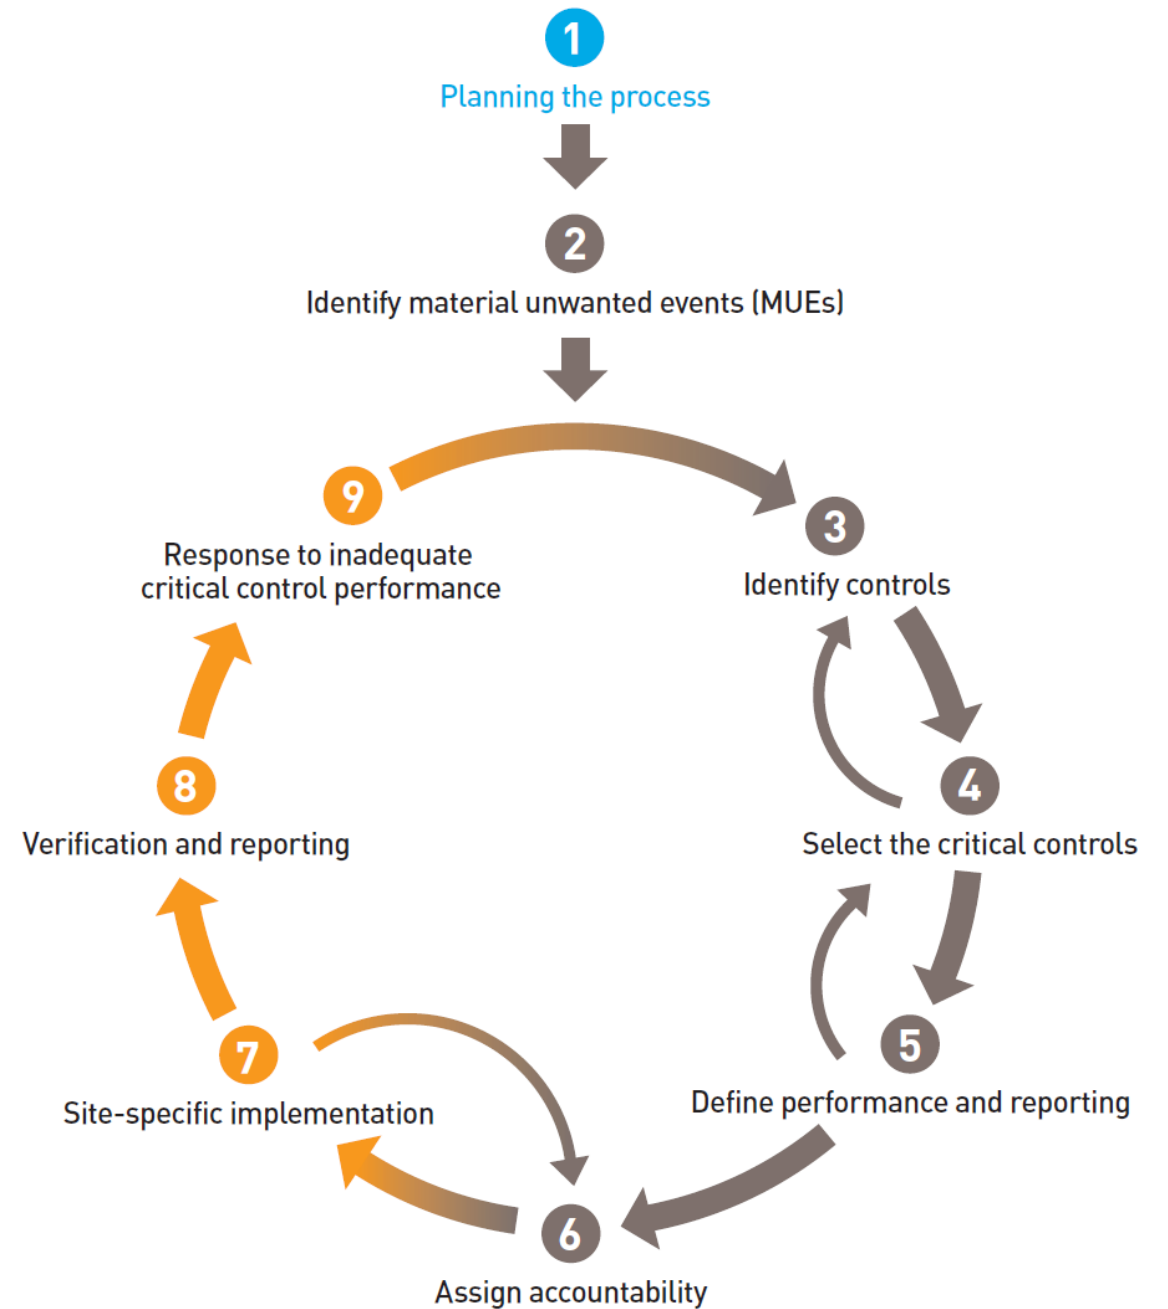 1
Planning the process
2
Identify material unwanted events (MUEs)
3
Identify controls
4
Select the critical controls
5
Define performance and reporting
6
Assign accountability
7
Site-specific implementation
8
Verification and reporting
9
Response to inadequate
critical control performance